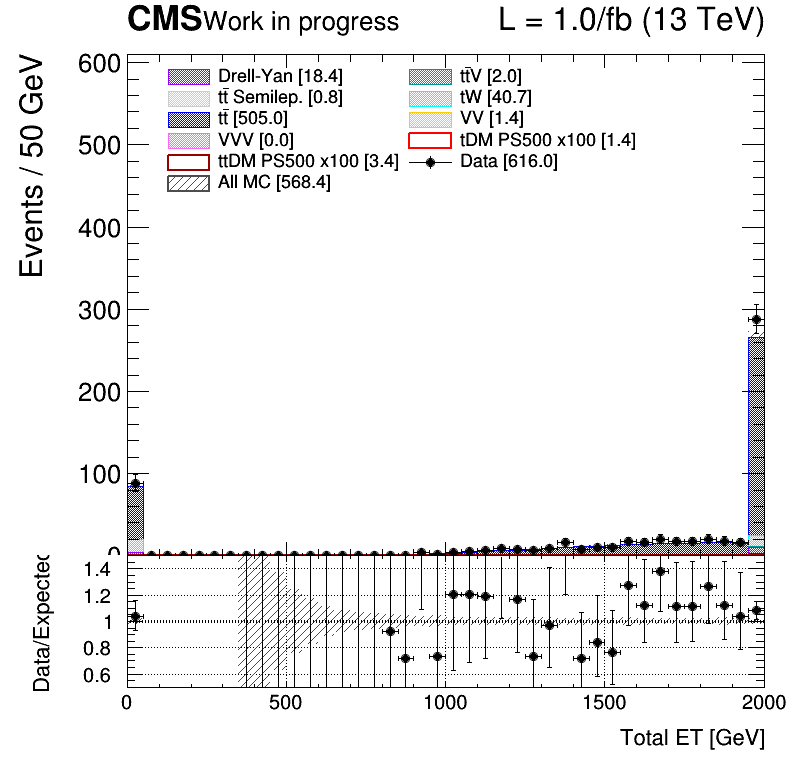 CMS Work in progress L = 1.0/fb (13 TeV)
Events / 50 GeV
600
500
400
300
200
100
0
Drell-Yan [18.4]
tt̄V [2.0]
tt̄ Semilep. [0.8]
tW [40.7]
tt̄ [505.0]
VV [1.4]
VVV [0.0]
tDM PS500 x100 [1.4]
ttDM PS500 x100 [3.4]
Data [616.0]
All MC [568.4]
Data/Expected
1.4
1.2
1
0.8
0.6
0 500 1000 1500 2000
Total ET [GeV]